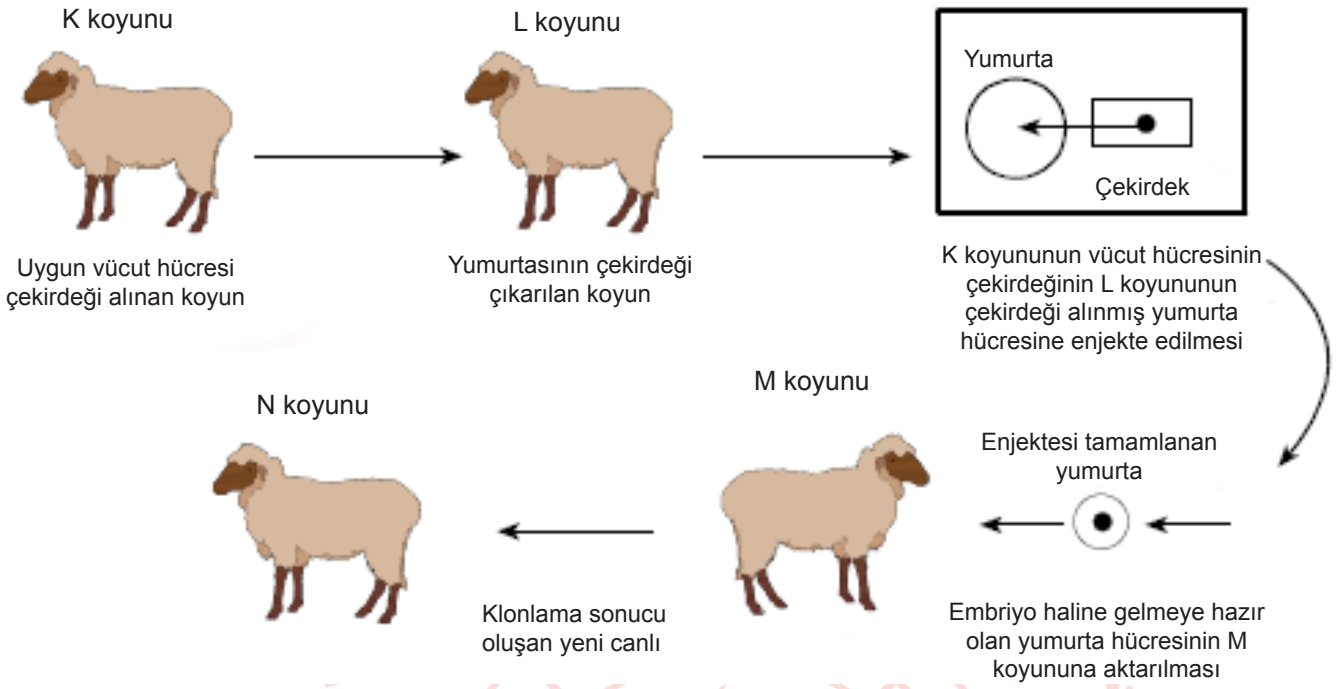 K koyunu
L koyunu
Yumurta
Çekirdek
Uygun vücut hücresi
çekirdeği alınan koyun
Yumurtasının çekirdeği
çıkarılan koyun
K koyununun vücut hücresinin
çekirdeğinin L koyununun
çekirdeği alınmış yumurta
hücresine enjekte edilmesi
N koyunu
M koyunu
Enjektesi tamamlanan
yumurta
Klonlama sonucu
oluşan yeni canlı
Embriyo haline gelmeye hazır
olan yumurta hücresinin M
koyununa aktarılması